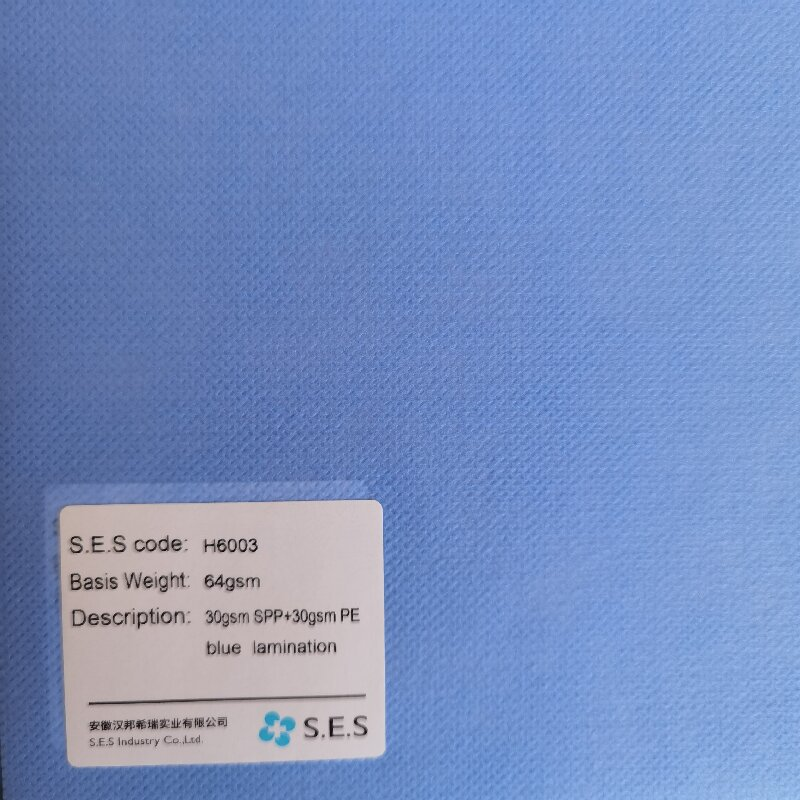 S.E.S code: H6003
Basis Weight: 64gsm
Description: 30gsm SPP+30gsm PE
blue lamination
安徽汉邦希瑞实业有限公司
S.E.S Industry Co.,Ltd.
S.E.S